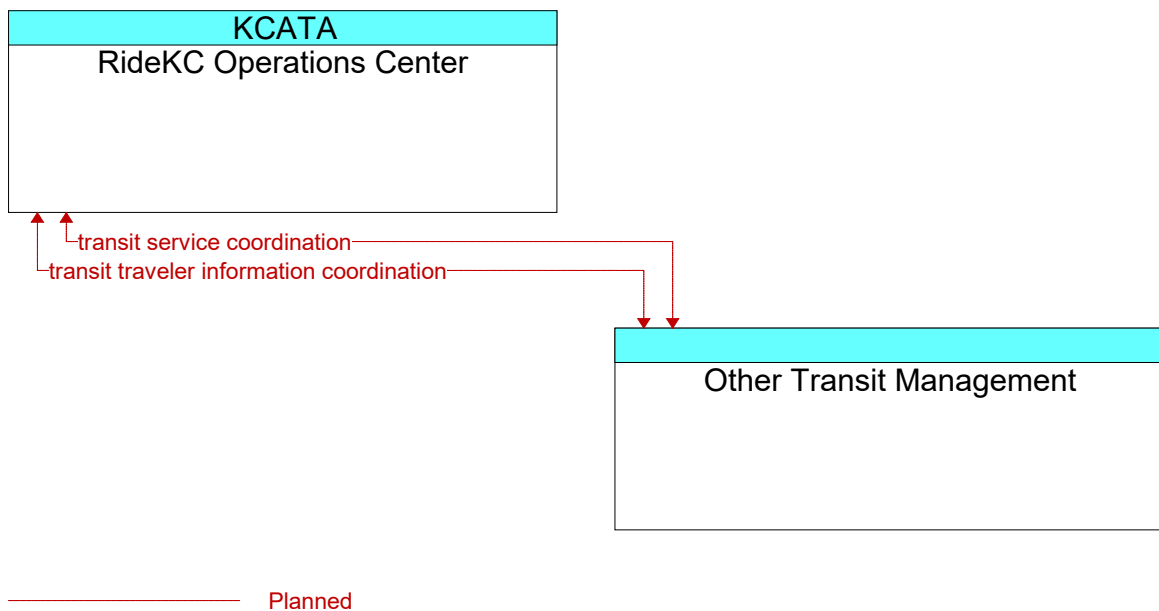 KCATA
RideKC Operations Center
transit service coordination
transit traveler information coordination
Other Transit Management
Planned